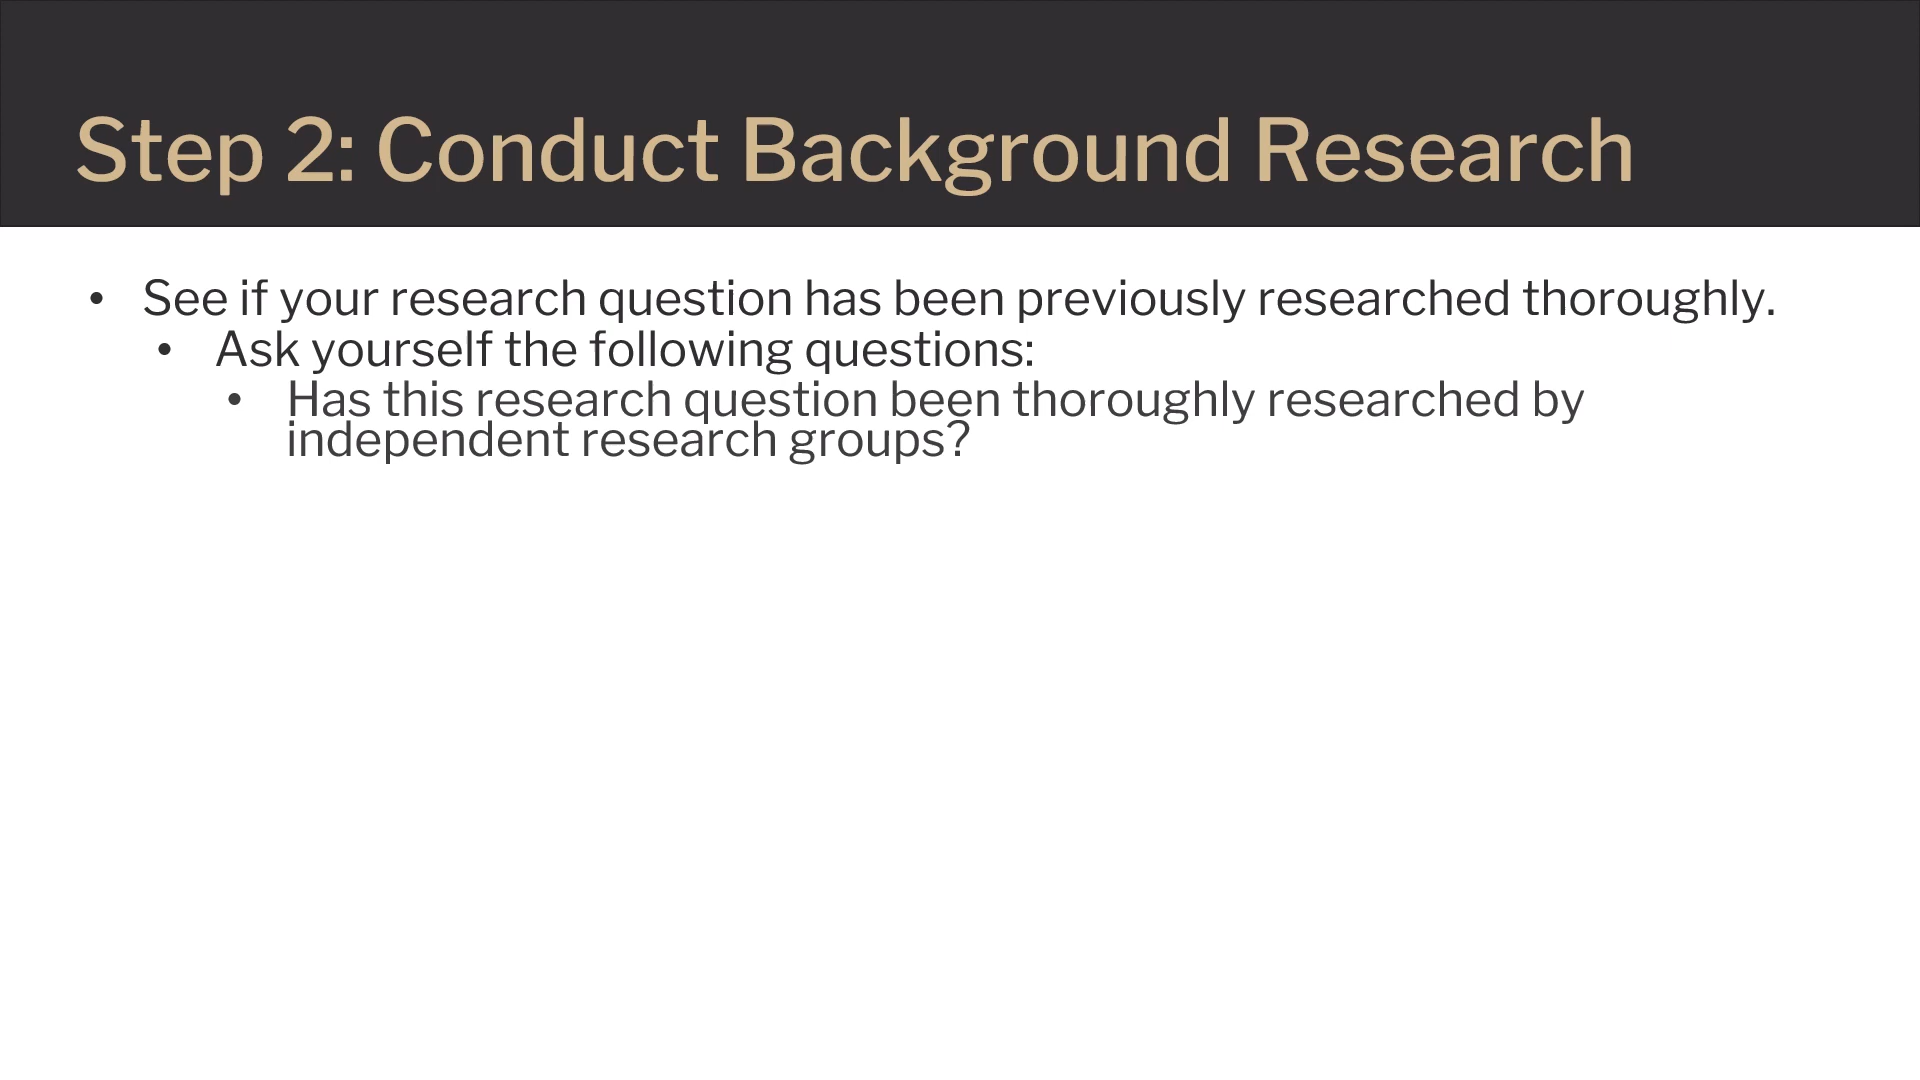 Step 2: Conduct Background Research
• See if your research question has been previously researched thoroughly.
• Ask yourself the following questions:
• Has this research question been thoroughly researched by
independent research groups?